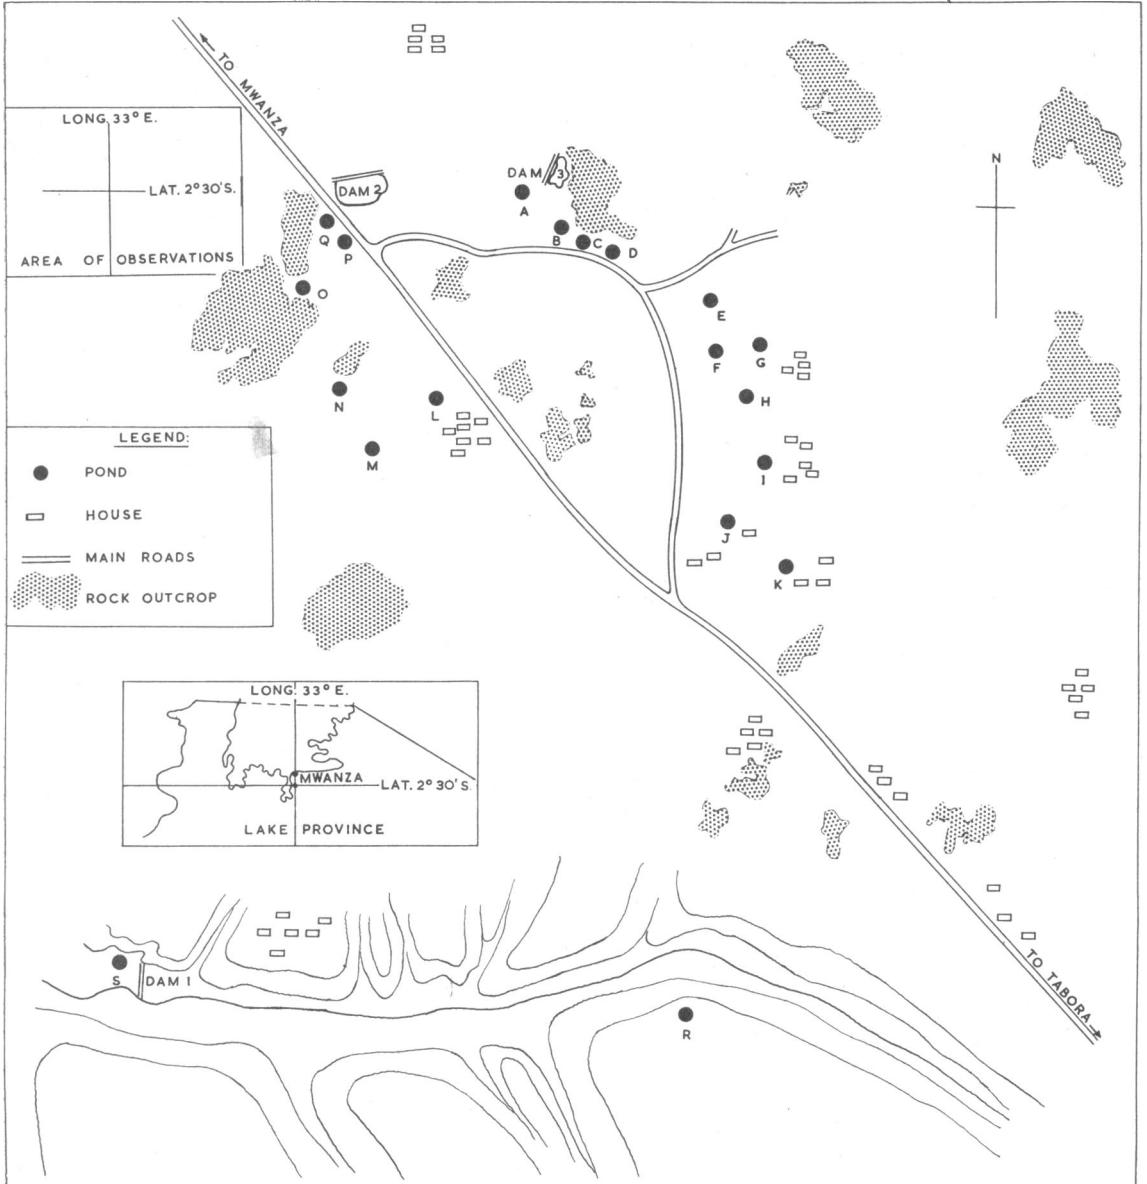 TO MWANZA
LONG. 33° E.
LAT. 2° 30' S.
AREA OF OBSERVATIONS
DAM 2
DAM 3
N
A
B
C
D
Q
P
O
E
F
G
H
N
L
M
I
J
K
LEGEND:
POND
HOUSE
MAIN ROADS
ROCK OUTCROP
LONG. 33° E.
MWANZA
LAT. 2° 30' S.
LAKE PROVINCE
S
DAM 1
R
TO TABORA